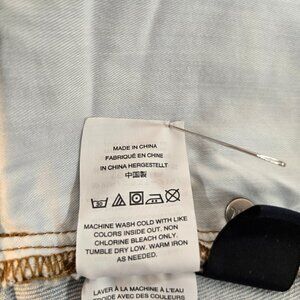 MADE IN CHINA
FABRIQUÉ EN CHINE
IN CHINA HERGESTELLT
中国製
MACHINE WASH COLD WITH LIKE
COLORS INSIDE OUT. NON
CHLORINE BLEACH ONLY.
TUMBLE DRY LOW. WARM IRON
AS NEEDED.
LAVER À LA MACHINE À L'EAU
FROIDE AVEC DES COULEURS